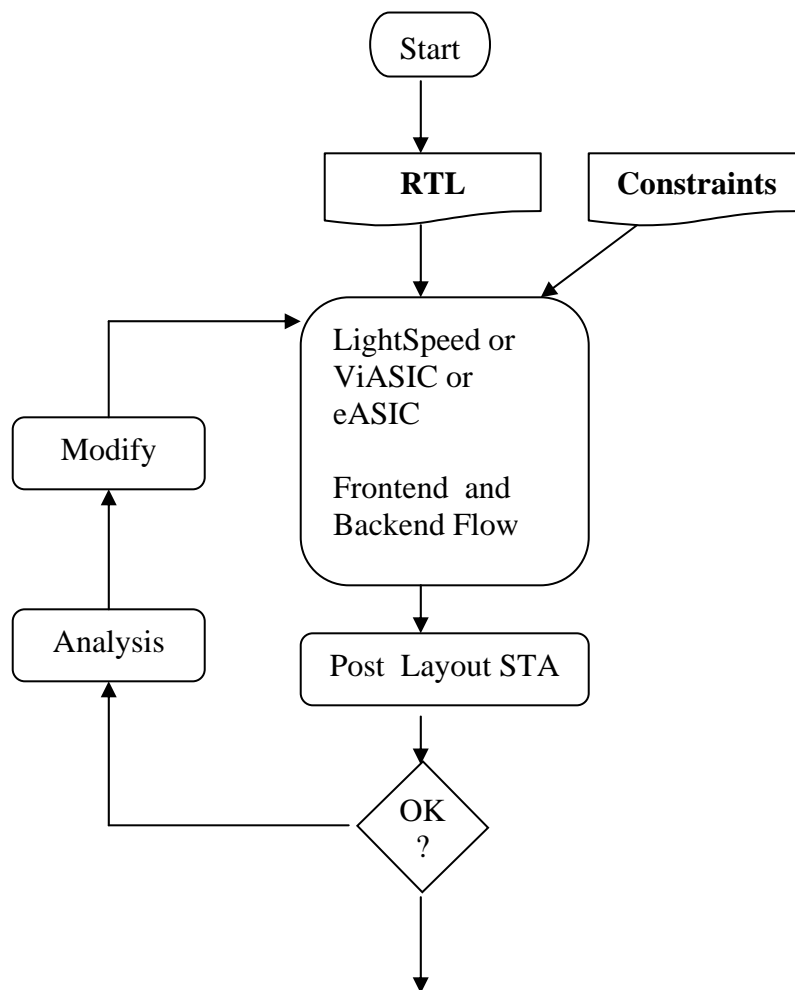 Start
RTL
Constraints
LightSpeed or
ViASIC or
eASIC
Frontend and
Backend Flow
Modify
Analysis
Post Layout STA
OK
?